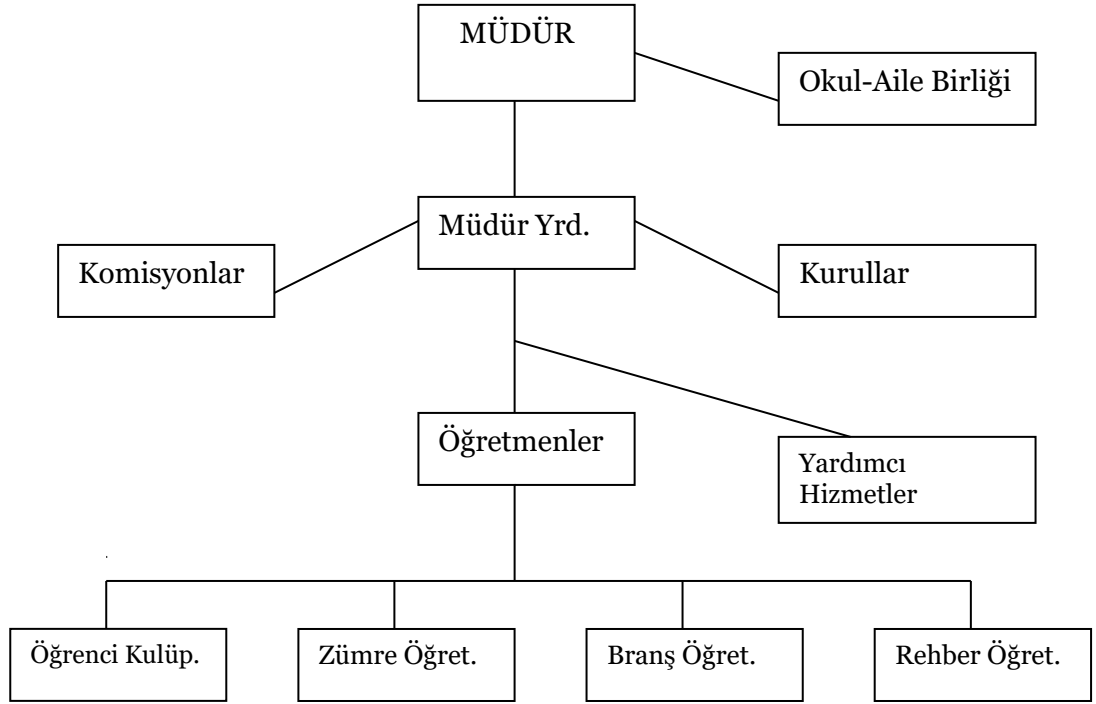 MÜDÜR
Okul-Aile Birliği
Müdür Yrd.
Komisyonlar
Kurullar
Öğretmenler
Yardımcı
Hizmetler
Öğrenci Kulüp.
Zümre Öğret.
Branş Öğret.
Rehber Öğret.